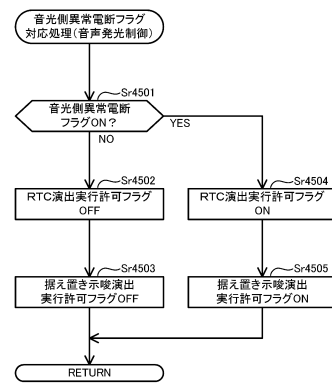 音光側異常電断フラグ
対応処理（音声発光制御）
Sr4501
音光側異常電断
フラグON？
YES
NO
Sr4502
RTC演出実行許可フラグ
OFF
Sr4504
RTC演出実行許可フラグ
ON
Sr4503
据え置き示唆演出
実行許可フラグOFF
Sr4505
据え置き示唆演出
実行許可フラグON
RETURN